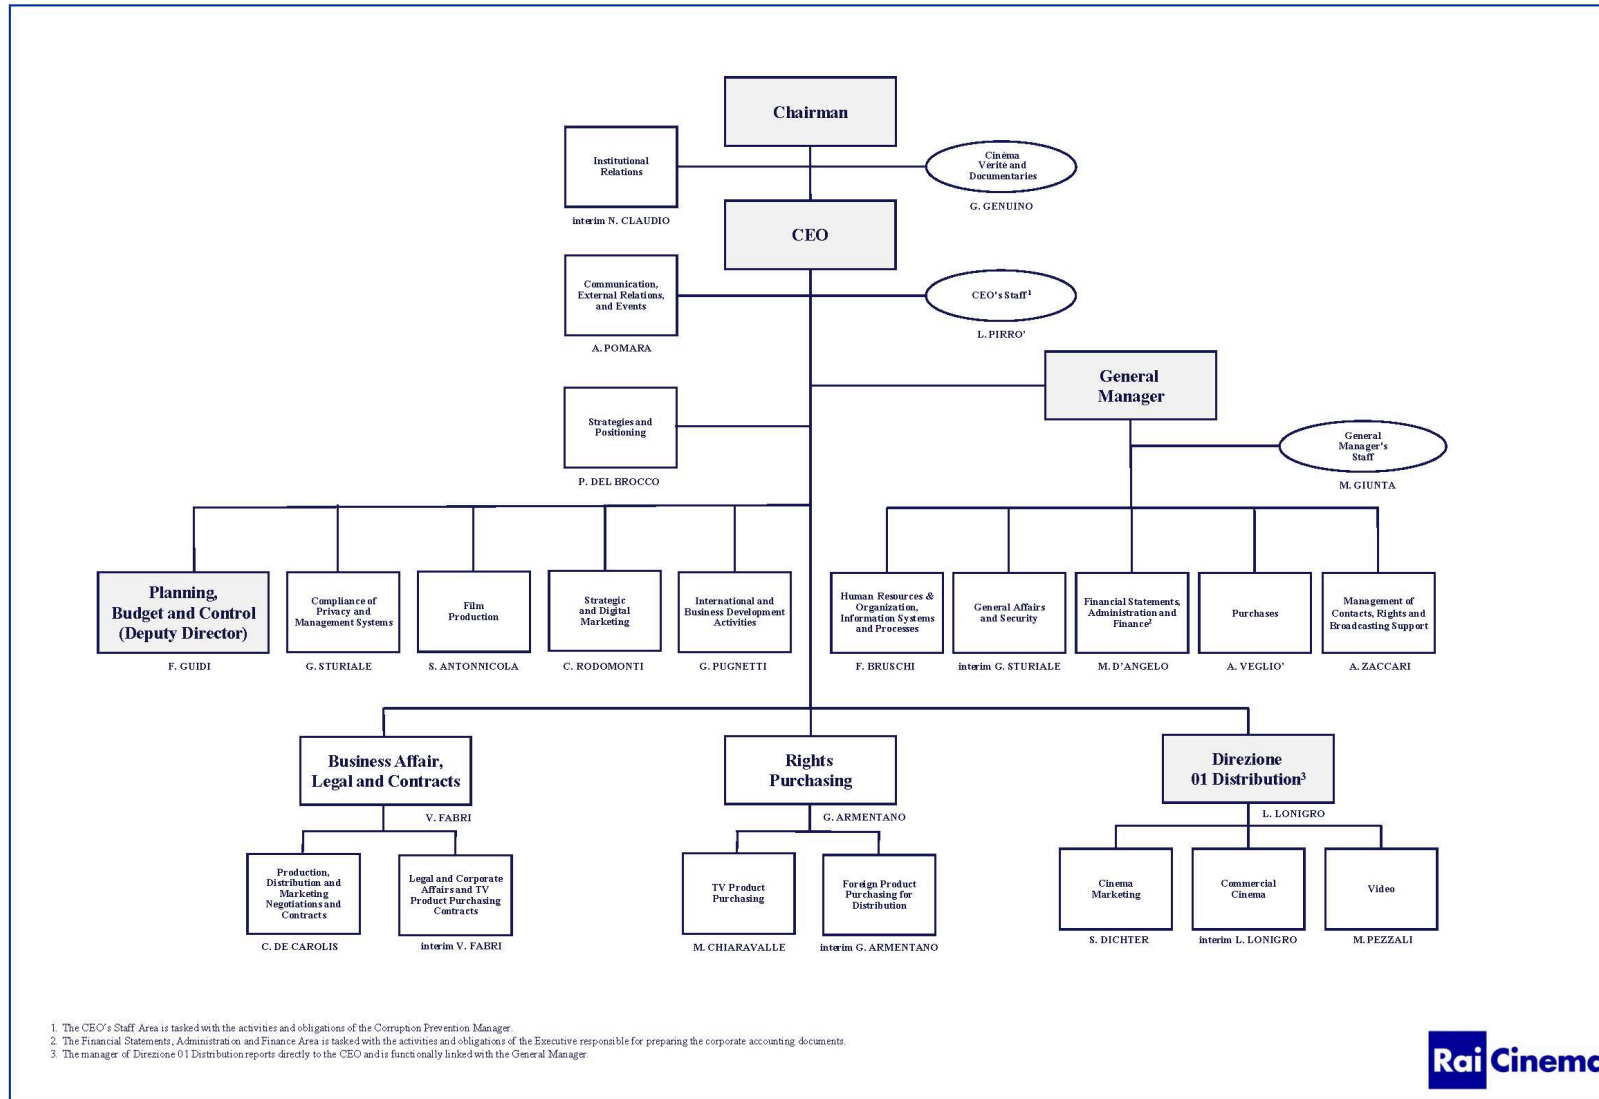 Chairman
Institutional
Relations
interim N. CLAUDIO
Cinéma
Vérité and
Documentaries
G. GENUINO
CEO
Communication,
External Relations,
and Events
A. POMARA
CEO's Staff¹
L. PIRRO'
General
Manager
Strategies and
Positioning
P. DEL BROCCO
General
Manager's
Staff
M. GIUNTA
Planning,
Budget and Control
(Deputy Director)
F. GUIDI
Compliance of
Privacy and
Management Systems
G. STURIALE
Film
Production
S. ANTONNICOLA
Strategic
and Digital
Marketing
C. RODOMONTI
International and
Business Development
Activities
G. PUGNETTI
Human Resources &
Organization,
Information Systems
and Processes
F. BRUSCHI
General Affairs
and Security
interim G. STURIALE
Financial Statements,
Administration and
Finance²
M. D'ANGELO
Purchases
A. VEGLIO'
Management of
Contacts, Rights and
Broadcasting Support
A. ZACCARI
Business Affair,
Legal and Contracts
V. FABRI
Rights
Purchasing
G. ARMENTANO
Direzione
01 Distribution³
L. LONIGRO
Production,
Distribution and
Marketing
Negotiations and
Contracts
C. DE CAROLIS
Legal and Corporate
Affairs and TV
Product Purchasing
Contracts
interim V. FABRI
TV Product
Purchasing
M. CHIARAVALLE
Foreign Product
Purchasing for
Distribution
interim G. ARMENTANO
Cinema
Marketing
S. DICHTER
Commercial
Cinema
interim L. LONIGRO
Video
M. PEZZALI
1. The CEO's Staff Area is tasked with the activities and obligations of the Corruption Prevention Manager.
2. The Financial Statements, Administration and Finance Area is tasked with the activities and obligations of the Executive responsible for preparing the corporate accounting documents.
3. The manager of Direzione 01 Distribution reports directly to the CEO and is functionally linked with the General Manager.
Rai Cinema